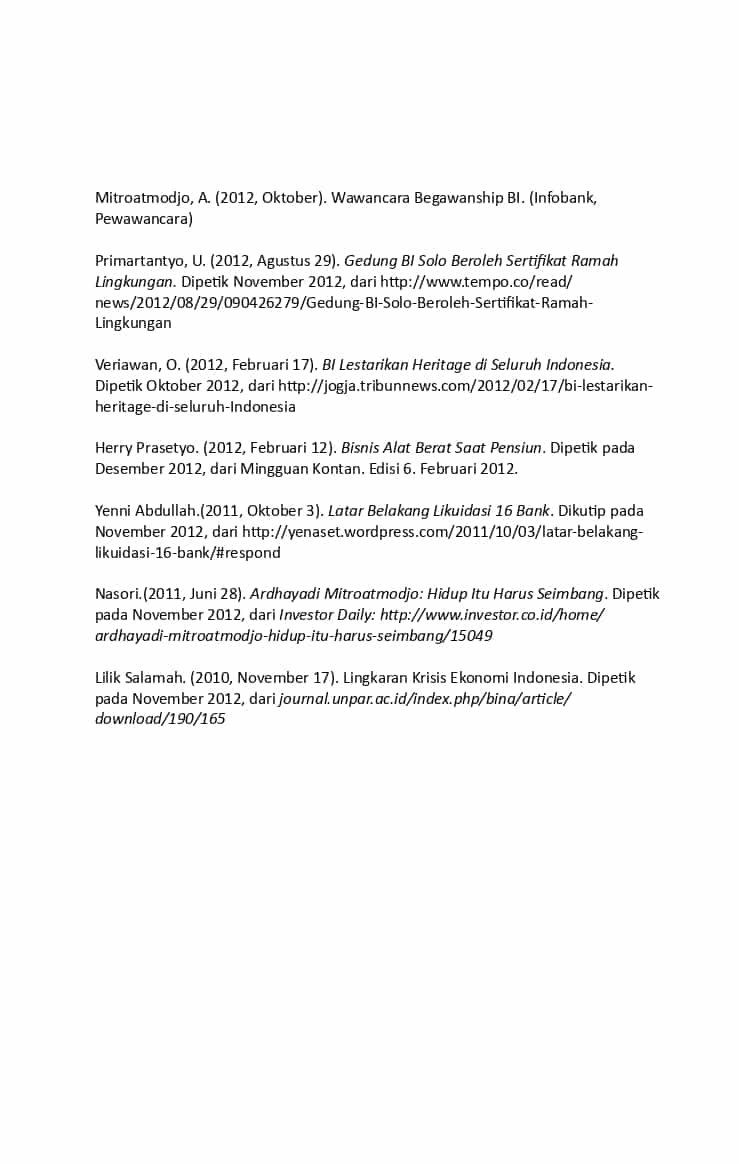 Mitroatmodjo, A. (2012, Oktober). Wawancara Begawanship BI. (Infobank,
Pewawancara)
Primartantyo, U. (2012, Agustus 29). Gedung BI Solo Beroleh Sertifikat Ramah
Lingkungan. Dipetik November 2012, dari http://www.tempo.co/read/
news/2012/08/29/090426279/Gedung-BI-Solo-Beroleh-Sertifikat-Ramah-
Lingkungan
Veriawan, O. (2012, Februari 17). BI Lestarikan Heritage di Seluruh Indonesia.
Dipetik Oktober 2012, dari http://jogja.tribunnews.com/2012/02/17/bi-lestarikan-
heritage-di-seluruh-Indonesia
Herry Prasetyo. (2012, Februari 12). Bisnis Alat Berat Saat Pensiun. Dipetik pada
Desember 2012, dari Mingguan Kontan. Edisi 6. Februari 2012.
Yenni Abdullah.(2011, Oktober 3). Latar Belakang Likuidasi 16 Bank. Dikutip pada
November 2012, dari http://yenaset.wordpress.com/2011/10/03/latar-belakang-
likuidasi-16-bank/#respond
Nasori.(2011, Juni 28). Ardhayadi Mitroatmodjo: Hidup Itu Harus Seimbang. Dipetik
pada November 2012, dari Investor Daily: http://www.investor.co.id/home/
ardhayadi-mitroatmodjo-hidup-itu-harus-seimbang/15049
Lilik Salamah. (2010, November 17). Lingkaran Krisis Ekonomi Indonesia. Dipetik
pada November 2012, dari journal.unpar.ac.id/index.php/bina/article/
download/190/165